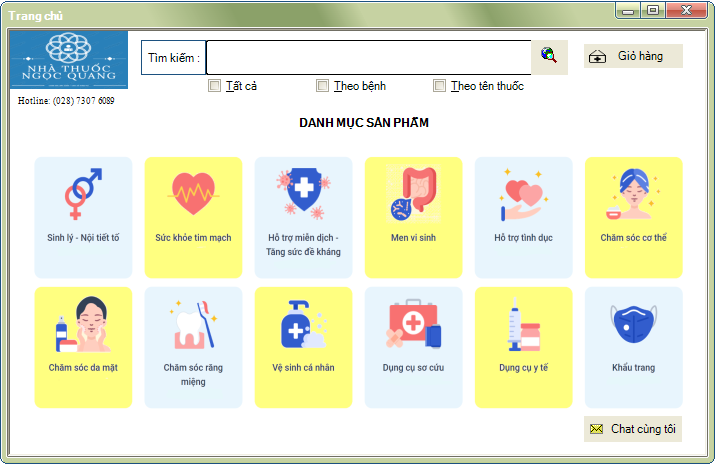 Trang chủ
NHÀ THUỐC
NGỌC QUANG
Hotline: (028) 7307 6089
Tìm kiếm :
Giỏ hàng
Tất cả
Theo bệnh
Theo tên thuốc
DANH MỤC SẢN PHẨM
Sinh lý - Nội tiết tố
Sức khỏe tim mạch
Hỗ trợ miễn dịch -
Tăng sức đề kháng
Men vi sinh
Hỗ trợ tình dục
Chăm sóc cơ thể
Chăm sóc da mặt
Chăm sóc răng
miệng
Vệ sinh cá nhân
Dụng cụ sơ cứu
Dụng cụ y tế
Khẩu trang
Chat cùng tôi